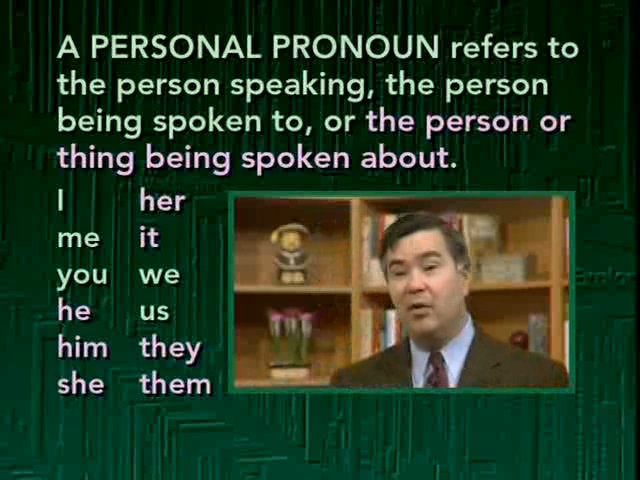 A PERSONAL PRONOUN refers to
the person speaking, the person
being spoken to, or the person or
thing being spoken about.
I her
me it
you we
he us
him they
she them